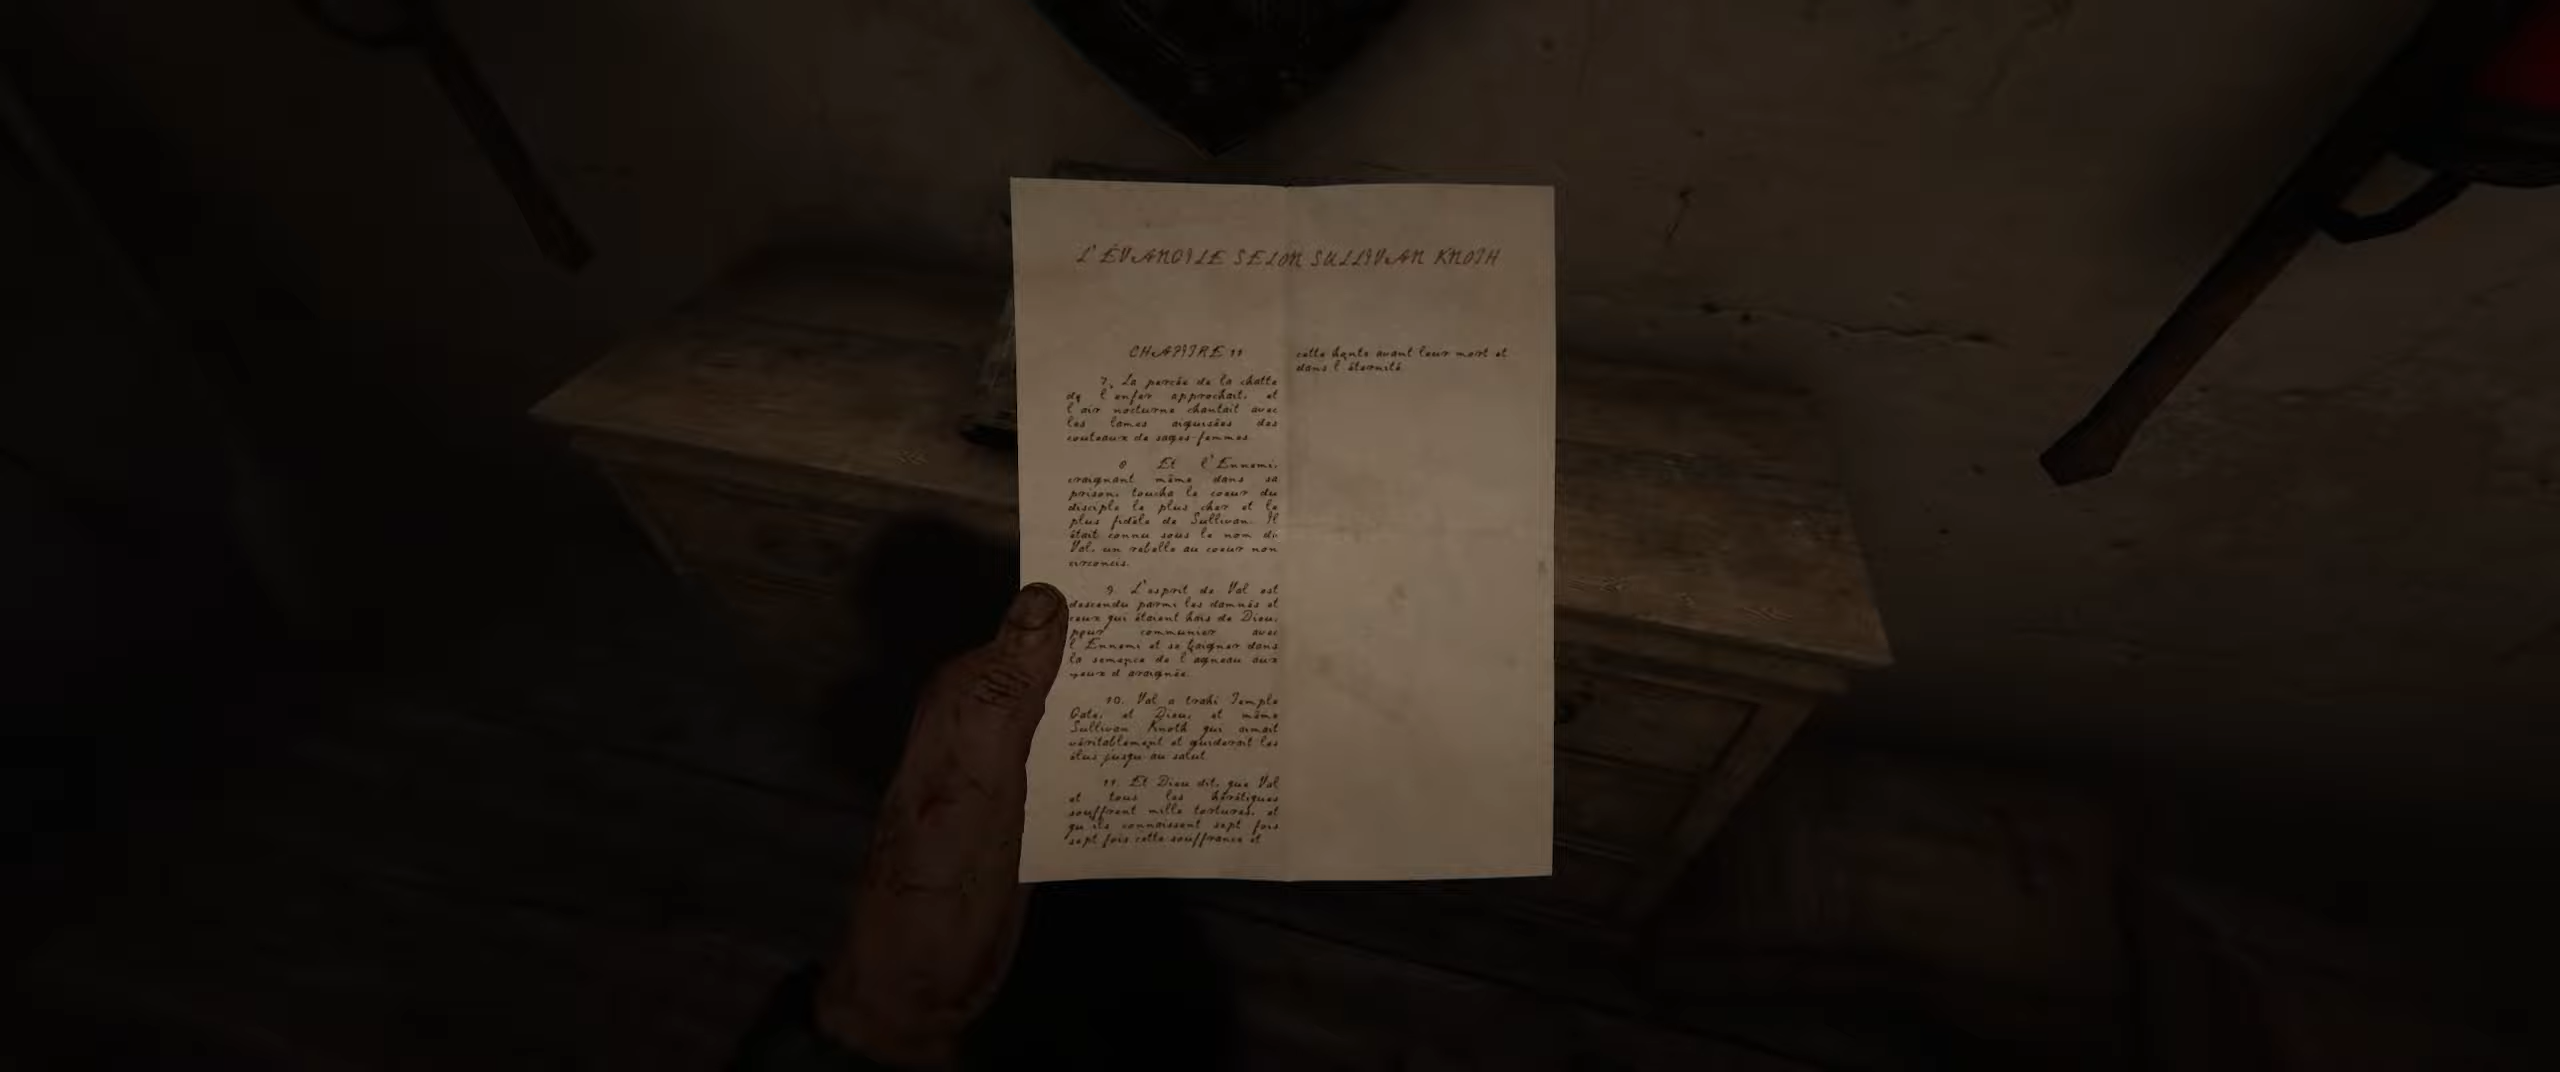 L'ÉVANGILE SELON SULLIVAN KNOTH
CHAPITRE 11
7. La percée de la chatte
de l'enfer approchait, et
l'air nocturne chantait avec
les lames aiguisées des
couteaux de sages-femmes.
8. Et l'Ennemi,
craignant même dans sa
prison, toucha le coeur du
disciple le plus cher et le
plus fidèle de Sullivan. Il
était connu sous le nom de
Val, un rebelle au coeur non
circoncis.
9. L'esprit de Val est
descendu parmi les damnés et
ceux qui étaient haïs de Dieu,
pour communier avec
l'Ennemi et se baigner dans
la semence de l'agneau aux
yeux d'araignée.
10. Val a trahi Temple
Gate, et Dieu, et même
Sullivan Knoth qui aimait
véritablement et guiderait les
élus jusqu'au salut.
11. Et Dieu dit, que Val
et tous les hérétiques
souffrent mille tortures, et
qu'ils connaissent sept fois
sept fois cette souffrance et
cette honte avant leur mort et
dans l'éternité.